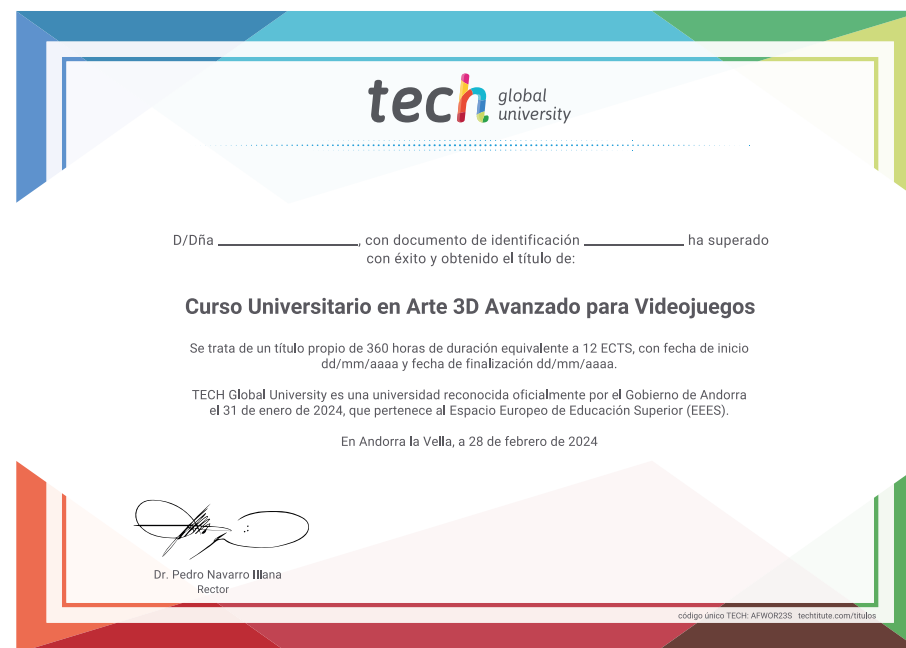 tech global
university
D/Dña ______________, con documento de identificación __________ ha superado
con éxito y obtenido el título de:
Curso Universitario en Arte 3D Avanzado para Videojuegos
Se trata de un título propio de 360 horas de duración equivalente a 12 ECTS, con fecha de inicio
dd/mm/aaaa y fecha de finalización dd/mm/aaaa.
TECH Global University es una universidad reconocida oficialmente por el Gobierno de Andorra
el 31 de enero de 2024, que pertenece al Espacio Europeo de Educación Superior (EEES).
En Andorra la Vella, a 28 de febrero de 2024
Dr. Pedro Navarro Illana
Rector
código único TECH: AFWOR23S techtitute.com/titulos